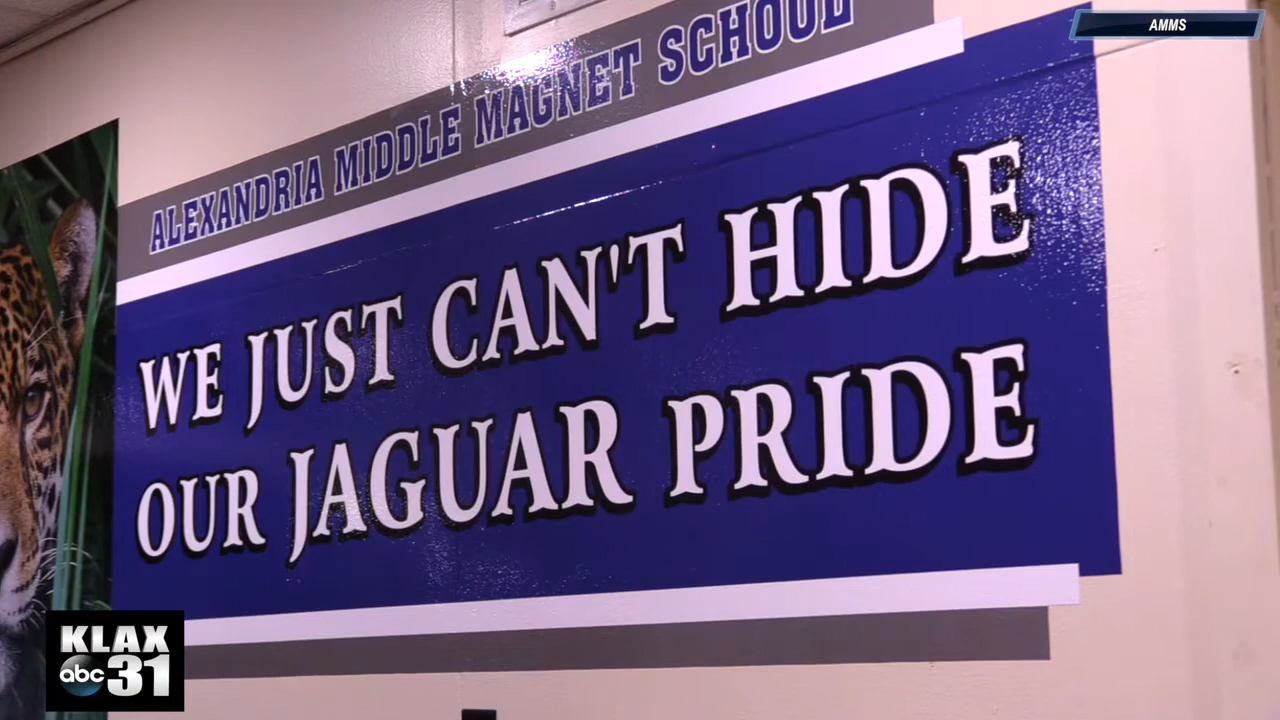 AMMS
ALEXANDRIA MIDDLE MAGNET SCHOOL
WE JUST CAN'T HIDE
OUR JAGUAR PRIDE
KLAX
abc 31